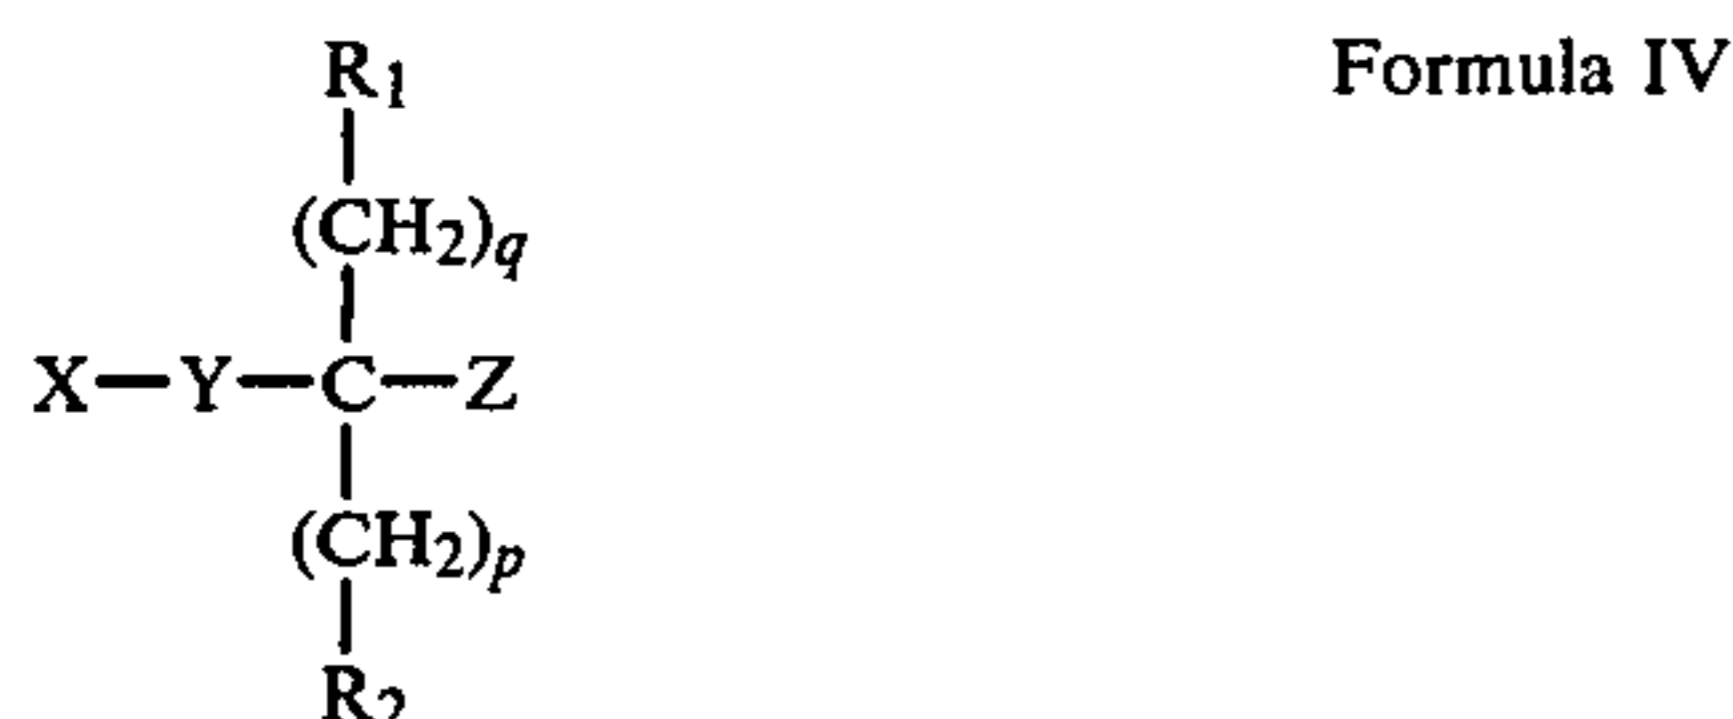 R1
Formula IV
(CH2)q
X—Y—C—Z
(CH2)p
R2